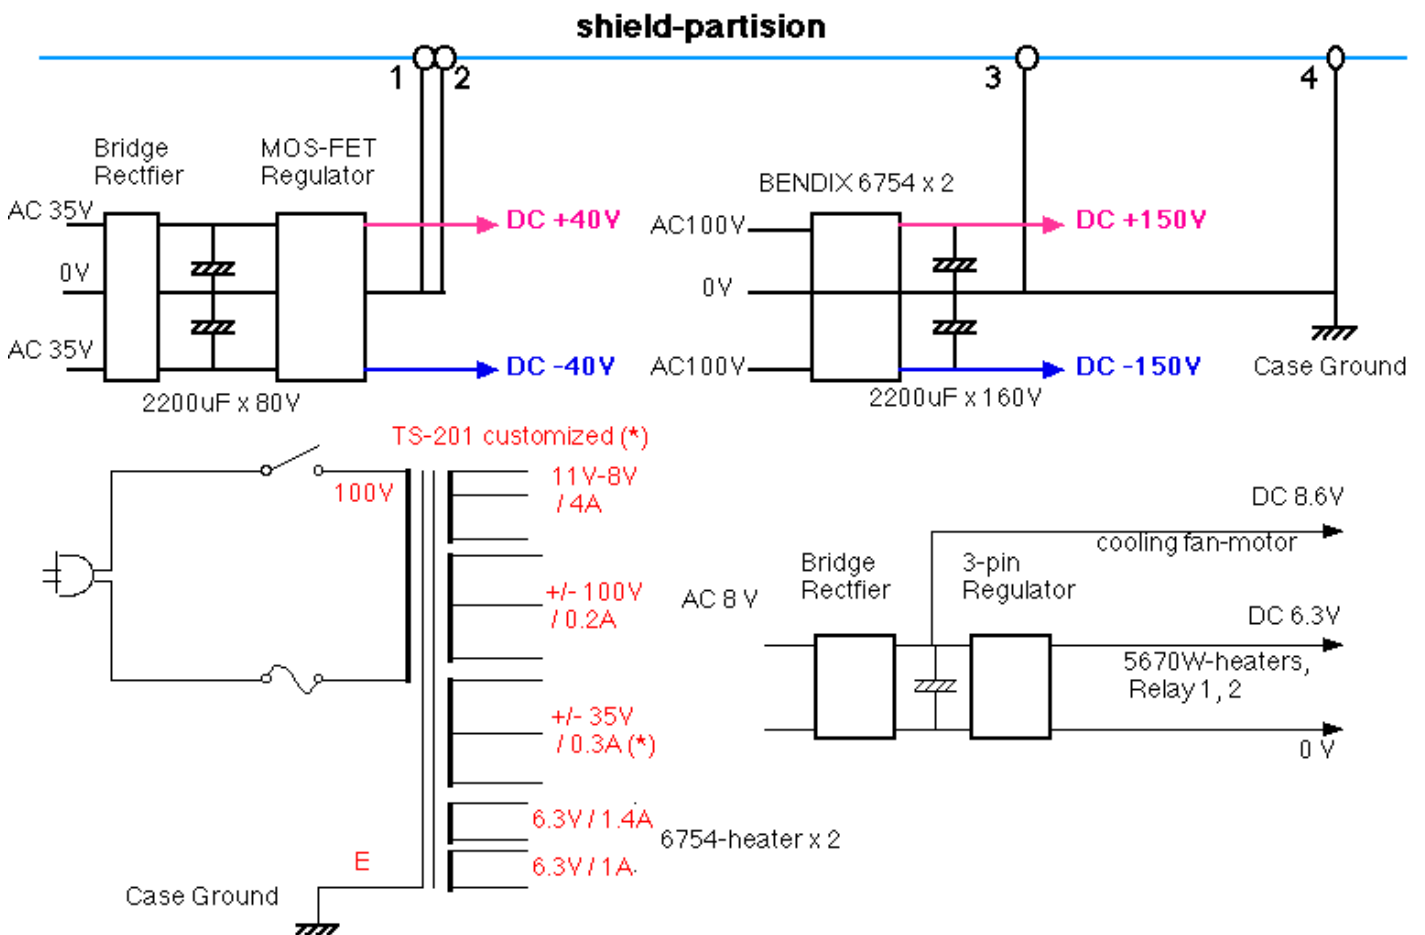 shield-partision
1
2
3
4
Bridge
Rectfier
MOS-FET
Regulator
BENDIX 6754 x 2
AC 35V
DC +40V
AC100V
DC +150V
0V
0V
AC 35V
DC -40V
AC100V
DC -150V
Case Ground
2200uF x 80V
2200uF x 160V
TS-201 customized (*)
100V
11V-8V
/ 4A
DC 8.6V
cooling fan-motor
Bridge
Rectfier
3-pin
Regulator
+/- 100V
/ 0.2A
AC 8 V
DC 6.3V
5670W-heaters,
Relay 1, 2
+/- 35V
/ 0.3A (*)
0 V
6.3V / 1.4A
6754-heater x 2
6.3V / 1A
E
Case Ground